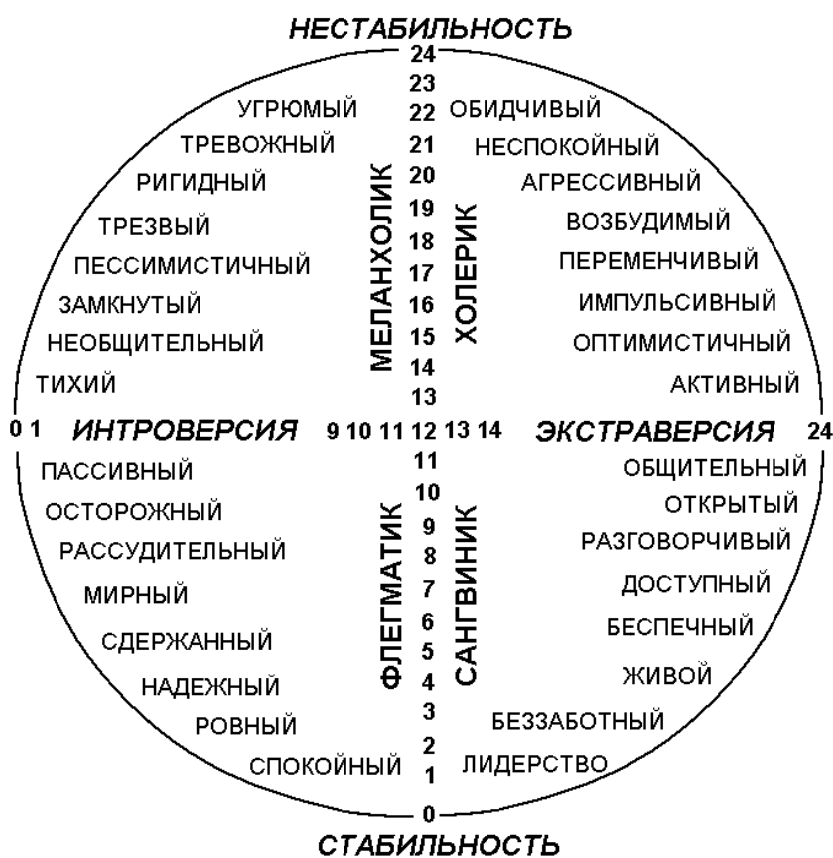 НЕСТАБИЛЬНОСТЬ
24
23
УГРЮМЫЙ 22 ОБИДЧИВЫЙ
ТРЕВОЖНЫЙ 21 НЕСПОКОЙНЫЙ
РИГИДНЫЙ 20 АГРЕССИВНЫЙ
19
ТРЕЗВЫЙ ВОЗБУДИМЫЙ
18
ПЕССИМИСТИЧНЫЙ 17 ПЕРЕМЕНЧИВЫЙ
ЗАМКНУТЫЙ 16 ИМПУЛЬСИВНЫЙ
НЕОБЩИТЕЛЬНЫЙ 15 ОПТИМИСТИЧНЫЙ
14
ТИХИЙ АКТИВНЫЙ
13
МЕЛАНХОЛИК
ХОЛЕРИК
0 1 ИНТРОВЕРСИЯ 9 10 11 12 13 14 ЭКСТРАВЕРСИЯ 24
ПАССИВНЫЙ 11 ОБЩИТЕЛЬНЫЙ
10 ОТКРЫТЫЙ
ОСТОРОЖНЫЙ
9 РАЗГОВОРЧИВЫЙ
РАССУДИТЕЛЬНЫЙ 8
МИРНЫЙ 7 ДОСТУПНЫЙ
6 БЕСПЕЧНЫЙ
СДЕРЖАННЫЙ 5
НАДЕЖНЫЙ 4 ЖИВОЙ
3
РОВНЫЙ БЕЗЗАБОТНЫЙ
2
СПОКОЙНЫЙ 1 ЛИДЕРСТВО
0
ФЛЕГМАТИК
САНГВИНИК
СТАБИЛЬНОСТЬ